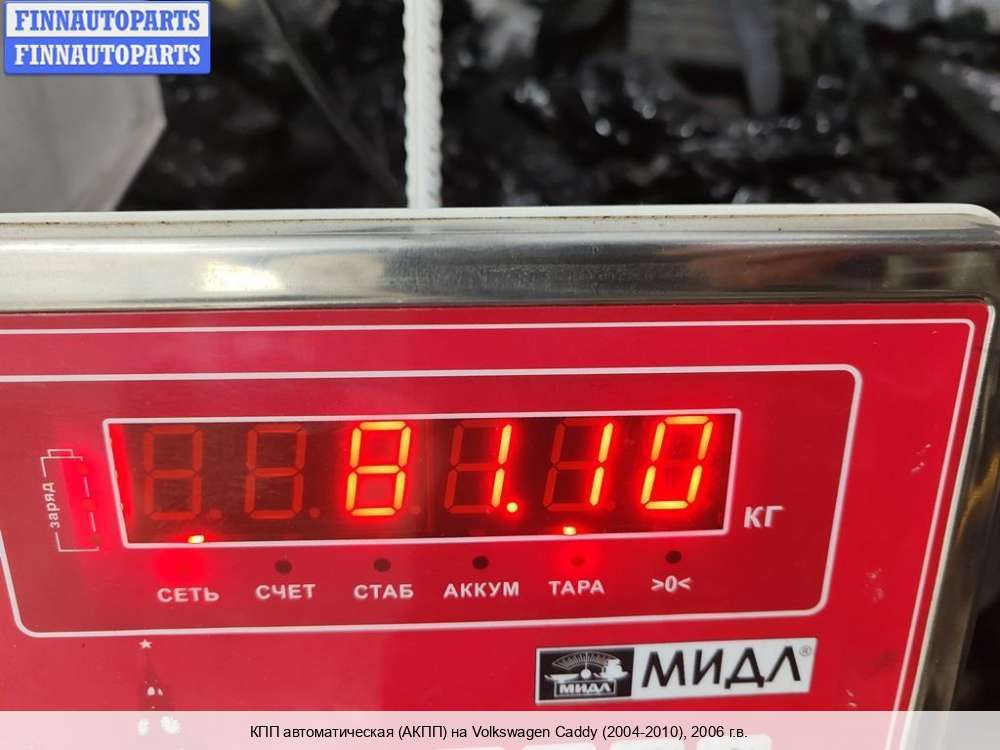 FINNAUTOPARTS
FINNAUTOPARTS
81.10
заряд
КГ
СЕТЬ СЧЕТ СТАБ АККУМ ТАРА >0<
МИДЛ МИДЛ®
КПП автоматическая (АКПП) на Volkswagen Caddy (2004-2010), 2006 г.в.